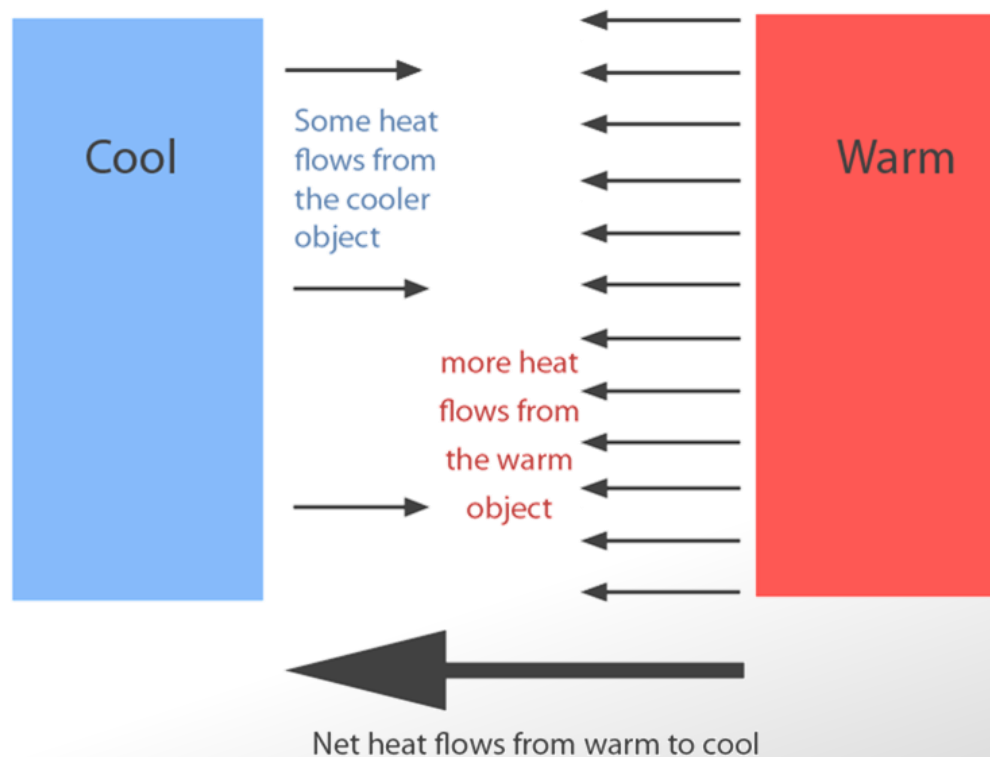 Cool
Some heat
flows from
the cooler
object
Warm
more heat
flows from
the warm
object
Net heat flows from warm to cool